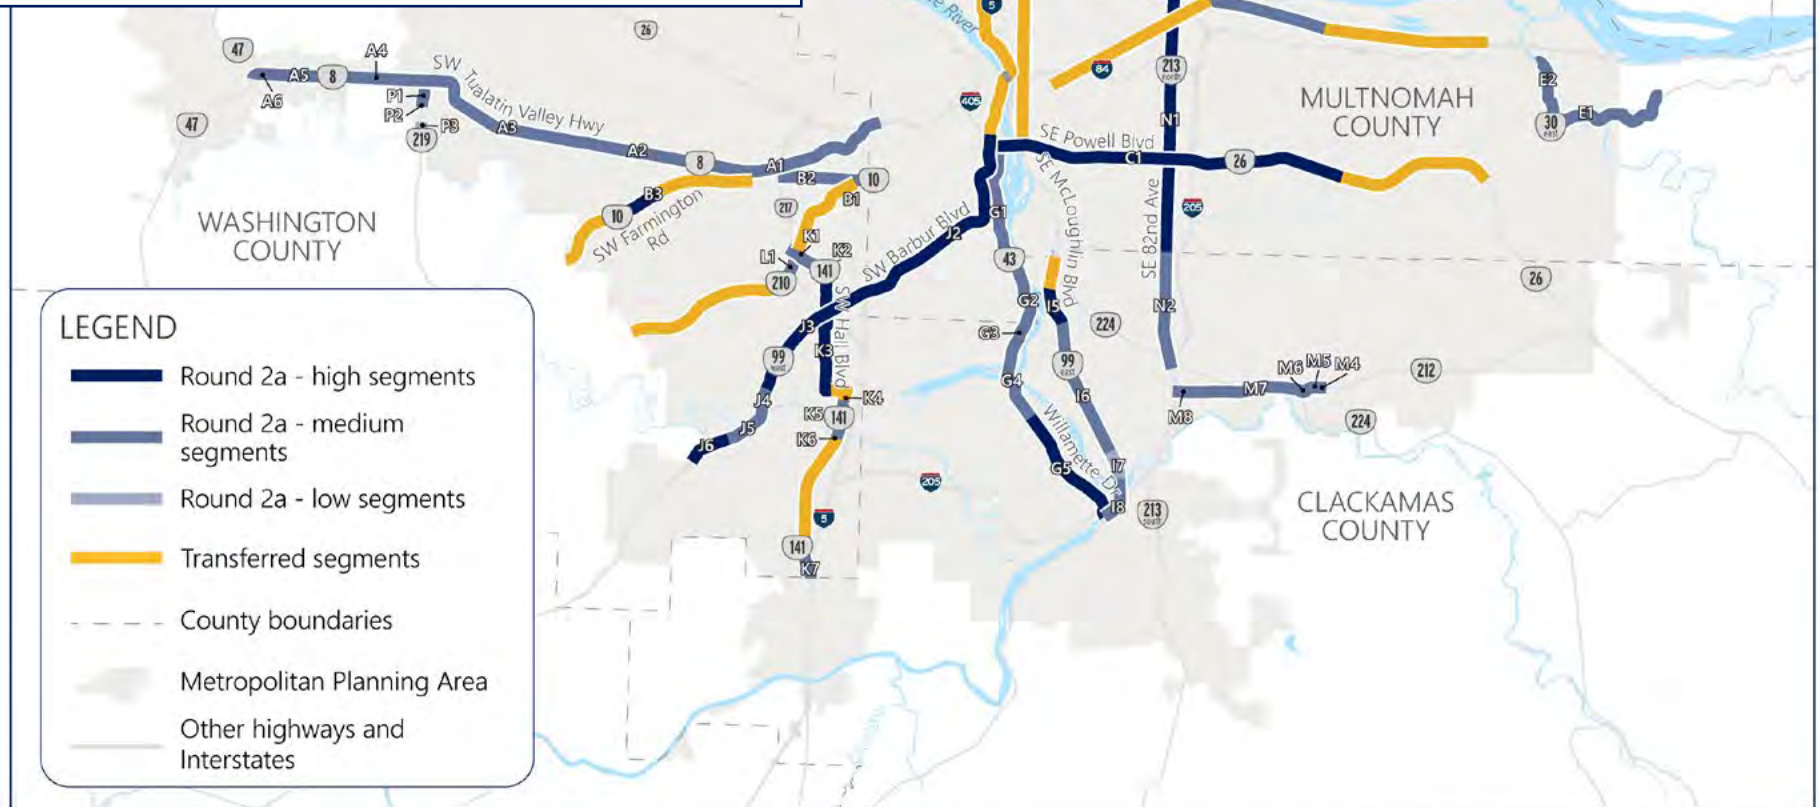 5
e River
26
47
A4
A5
8
A6
SW Tualatin Valley Hwy
P1
P2
P3
219
47
A3
A2
8
A1
B2
10
B1
B3
10
SW Farmington
Rd
217
K1
K2
L1
141
210
84
405
213
north
N1
MULTNOMAH
COUNTY
E2
30
east
E1
SE Powell Blvd
C1
26
SE McLoughlin Blvd
SE 82nd Ave
205
WASHINGTON
COUNTY
SW Barbur Blvd
J2
G1
43
26
G2
I5
224
N2
G3
SW Hall Blvd
J3
K3
99
west
99
east
G4
I6
M6
M5
M4
212
M7
M8
224
J4
J5
J6
K4
K5
141
K6
Willamette Dr
G5
I7
I8
213
south
205
5
141
K7
CLACKAMAS
COUNTY
LEGEND
Round 2a - high segments
Round 2a - medium
segments
Round 2a - low segments
Transferred segments
County boundaries
Metropolitan Planning Area
Other highways and
Interstates